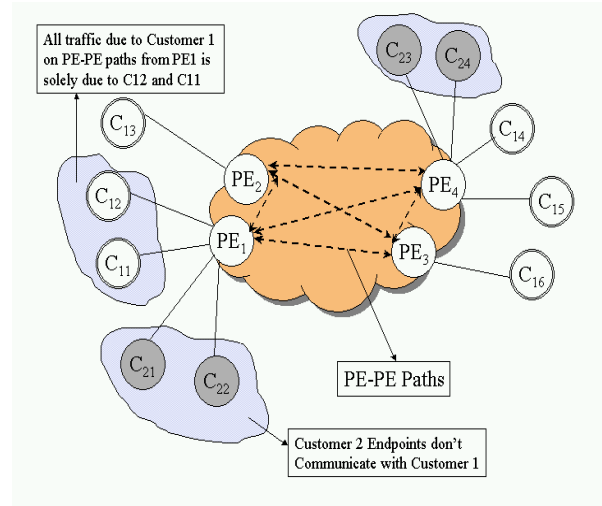 All traffic due to Customer 1
on PE-PE paths from PE1 is
solely due to C12 and C11
C23
C24
C13
C14
PE2
PE4
C12
C15
PE1
PE3
C11
C16
C21
C22
PE-PE Paths
Customer 2 Endpoints don't
Communicate with Customer 1